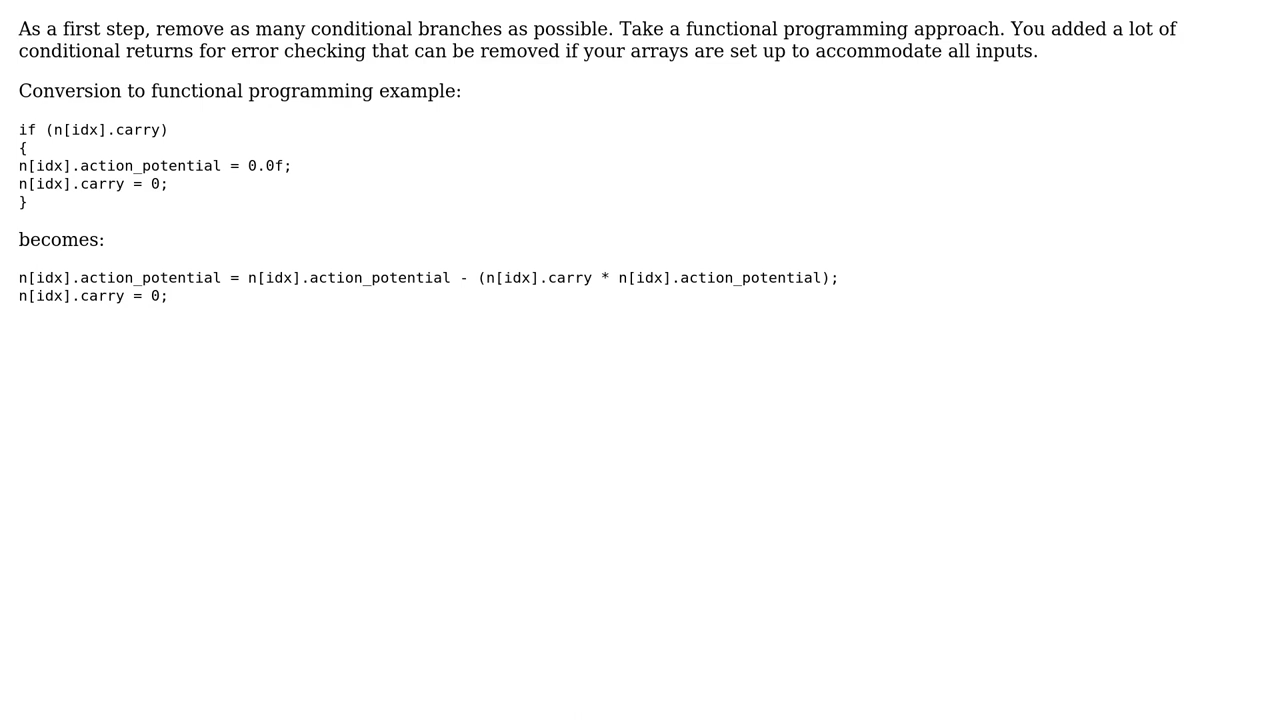 As a first step, remove as many conditional branches as possible. Take a functional programming approach. You added a lot of
conditional returns for error checking that can be removed if your arrays are set up to accommodate all inputs.
Conversion to functional programming example:
if (n[idx].carry)
{
n[idx].action_potential = 0.0f;
n[idx].carry = 0;
}
becomes:
n[idx].action_potential = n[idx].action_potential - (n[idx].carry * n[idx].action_potential);
n[idx].carry = 0;